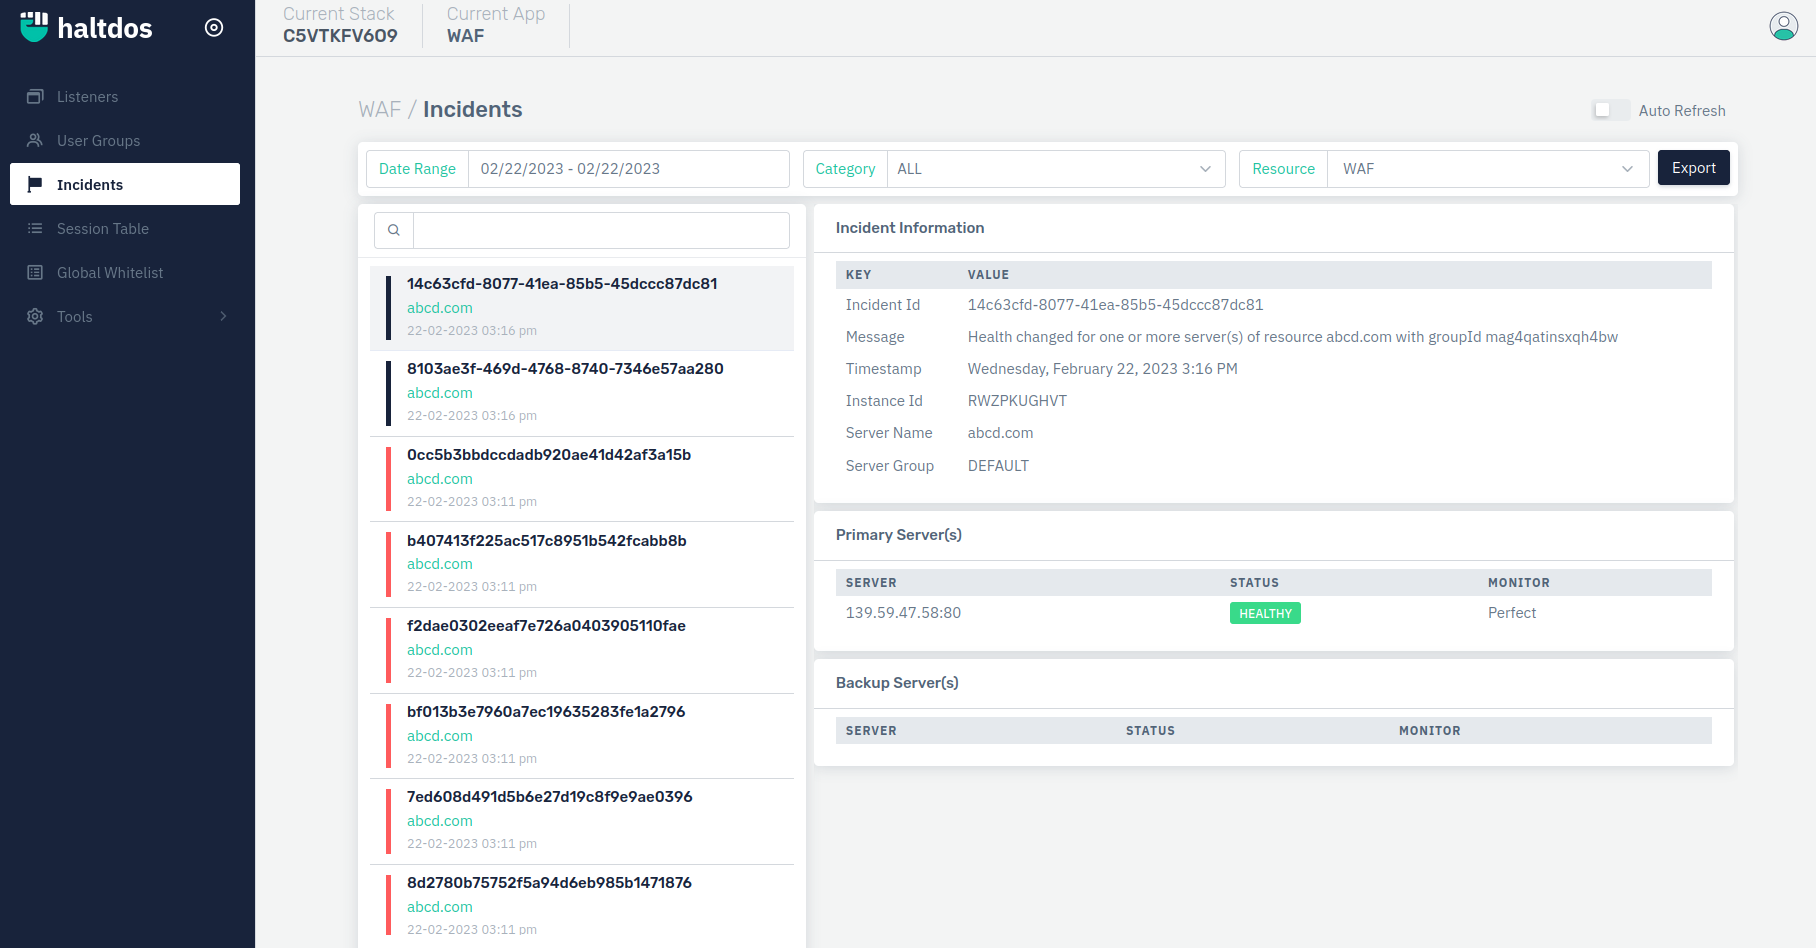 haltdos
Listeners
User Groups
Incidents
Session Table
Global Whitelist
Tools
Current Stack
C5VTKFV6O9
Current App
WAF
WAF / Incidents
Auto Refresh
Date Range 02/22/2023 - 02/22/2023
Category ALL
Resource WAF
Export
14c63cfd-8077-41ea-85b5-45dccc87dc81
abcd.com
22-02-2023 03:16 pm
8103ae3f-469d-4768-8740-7346e57aa280
abcd.com
22-02-2023 03:16 pm
0cc5b3bbdccdadb920ae41d42af3a15b
abcd.com
22-02-2023 03:11 pm
b407413f225ac517c8951b542fcabb8b
abcd.com
22-02-2023 03:11 pm
f2dae0302eeaf7e726a0403905110fae
abcd.com
22-02-2023 03:11 pm
bf013b3e7960a7ec19635283fe1a2796
abcd.com
22-02-2023 03:11 pm
7ed608d491d5b6e27d19c8f9e9ae0396
abcd.com
22-02-2023 03:11 pm
8d2780b75752f5a94d6eb985b1471876
abcd.com
22-02-2023 03:11 pm
Incident Information
KEY VALUE
Incident Id 14c63cfd-8077-41ea-85b5-45dccc87dc81
Message Health changed for one or more server(s) of resource abcd.com with groupId mag4qatinsxqh4bw
Timestamp Wednesday, February 22, 2023 3:16 PM
Instance Id RWZPKUGHVT
Server Name abcd.com
Server Group DEFAULT
Primary Server(s)
SERVER STATUS MONITOR
139.59.47.58:80 HEALTHY Perfect
Backup Server(s)
SERVER STATUS MONITOR